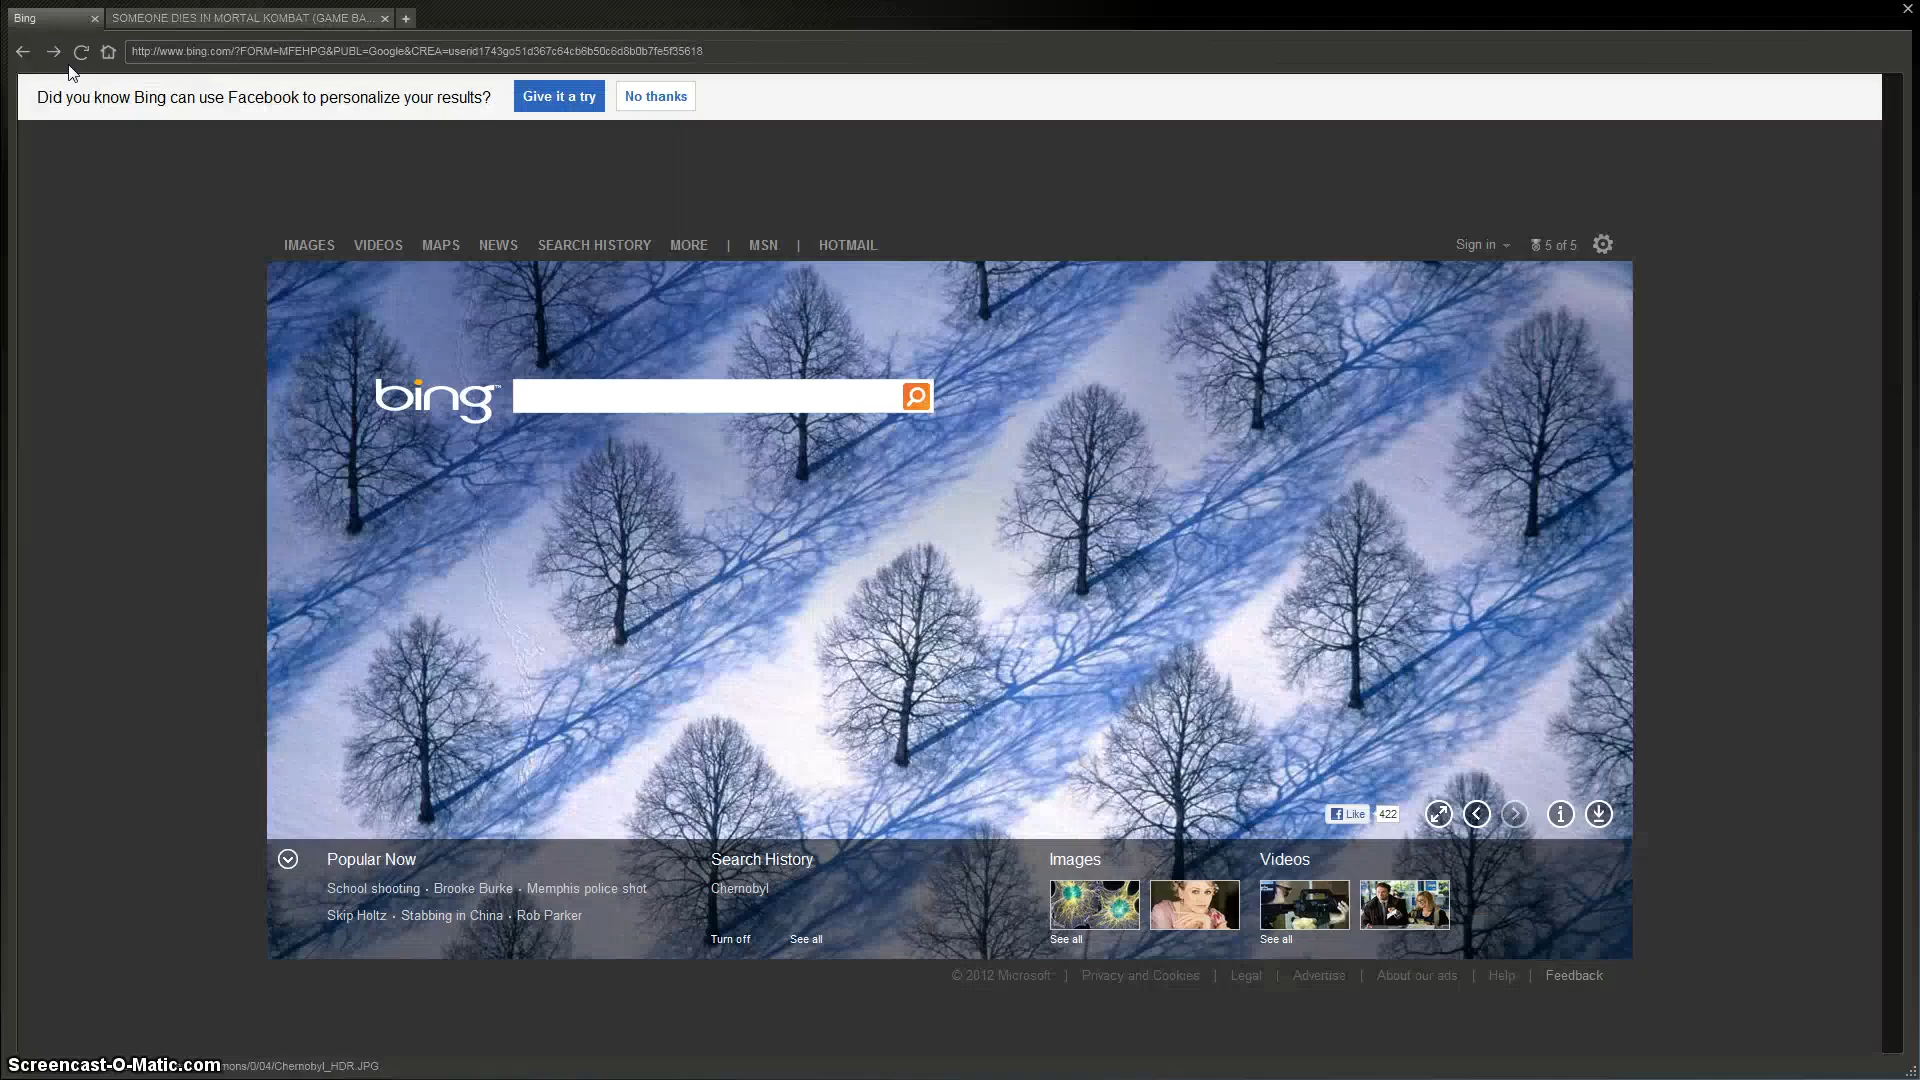 Bing
SOMEONE DIES IN MORTAL KOMBAT (GAME BA...
http://www.bing.com/?FORM=MFEHPG&PUBL=Google&CREA=userid1743go51d367c64cb6b50c6d8b0b7fe5f35618
Did you know Bing can use Facebook to personalize your results?
Give it a try
No thanks
IMAGES VIDEOS MAPS NEWS SEARCH HISTORY MORE | MSN | HOTMAIL
Sign in
5 of 5
bing™
Like 422
Popular Now
School shooting · Brooke Burke · Memphis police shot
Skip Holtz · Stabbing in China · Rob Parker
Search History
Chernobyl
Turn off
See all
Images
See all
Videos
See all
© 2012 Microsoft | Privacy and Cookies | Legal | Advertise | About our ads | Help | Feedback
Screencast-O-Matic.com
mons/0/04/Chernobyl_HDR.JPG